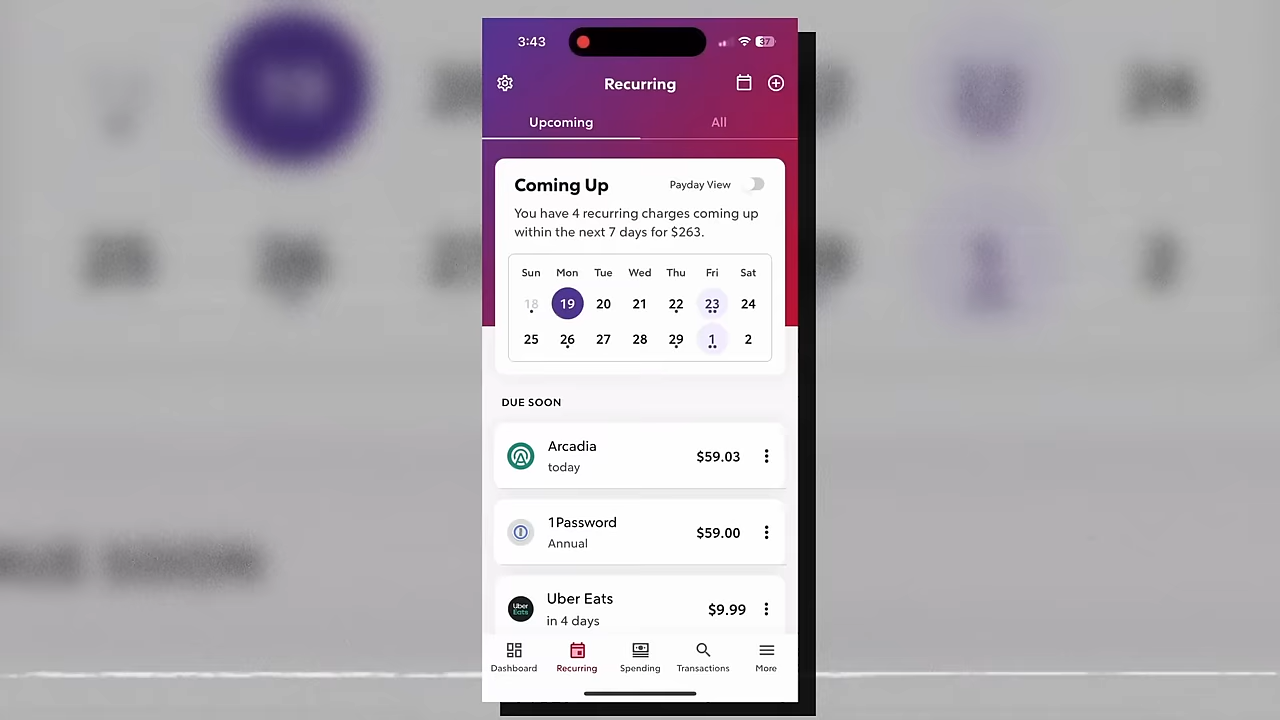 3:43
37
Recurring
Upcoming All
Coming Up Payday View
You have 4 recurring charges coming up
within the next 7 days for $263.
Sun Mon Tue Wed Thu Fri Sat
18 19 20 21 22 23 24
25 26 27 28 29 1 2
DUE SOON
Arcadia
today
$59.03
1Password
Annual
$59.00
Uber Eats
Uber Eats
in 4 days
$9.99
Dashboard Recurring Spending Transactions More